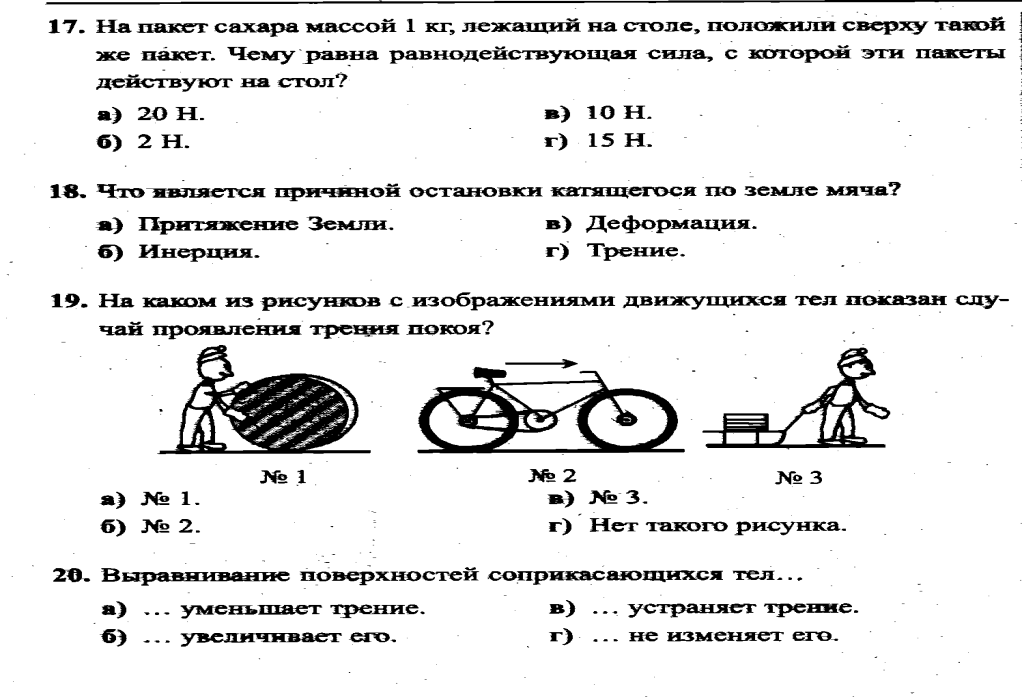 17. На пакет сахара массой 1 кг, лежащий на столе, положили сверху такой
же пакет. Чему равна равнодействующая сила, с которой эти пакеты
действуют на стол?
а) 20 Н. в) 10 Н.
б) 2 Н. г) 15 Н.
18. Что является причиной остановки катящегося по земле мяча?
а) Притяжение Земли. в) Деформация.
б) Инерция. г) Трение.
19. На каком из рисунков с изображениями движущихся тел показан слу-
чай проявления трения покоя?
№ 1 № 2 № 3
а) № 1. в) № 3.
б) № 2. г) Нет такого рисунка.
20. Выравнивание поверхностей соприкасающихся тел...
а) ... уменьшает трение. в) ... устраняет трение.
б) ... увеличивает его. г) ... не изменяет его.